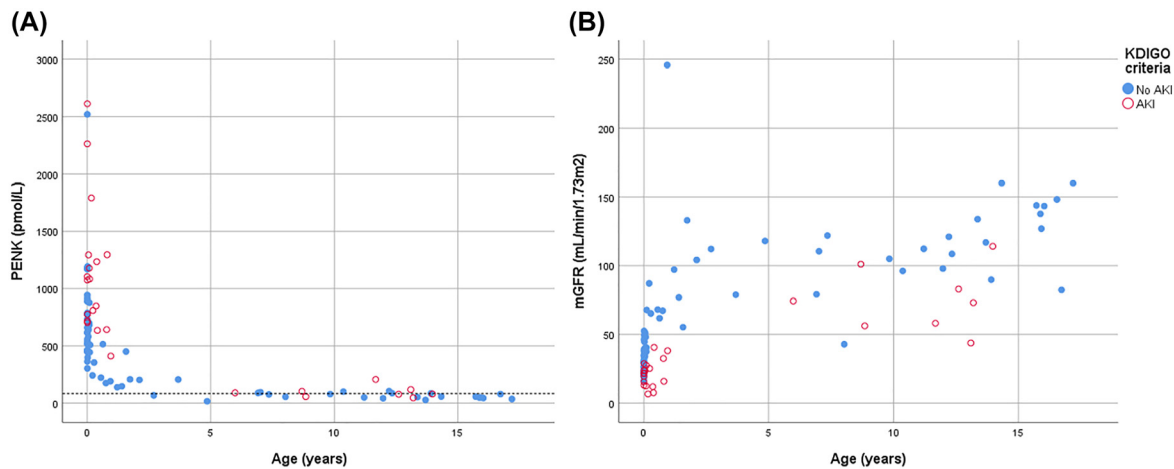 (A)
3000
2500
2000
1500
1000
500
0
PENK (pmol/L)
0 5 10 15
Age (years)
(B)
250
200
150
100
50
0
mGFR (mL/min/1.73m2)
0 5 10 15
Age (years)
KDIGO
criteria
No AKI
AKI